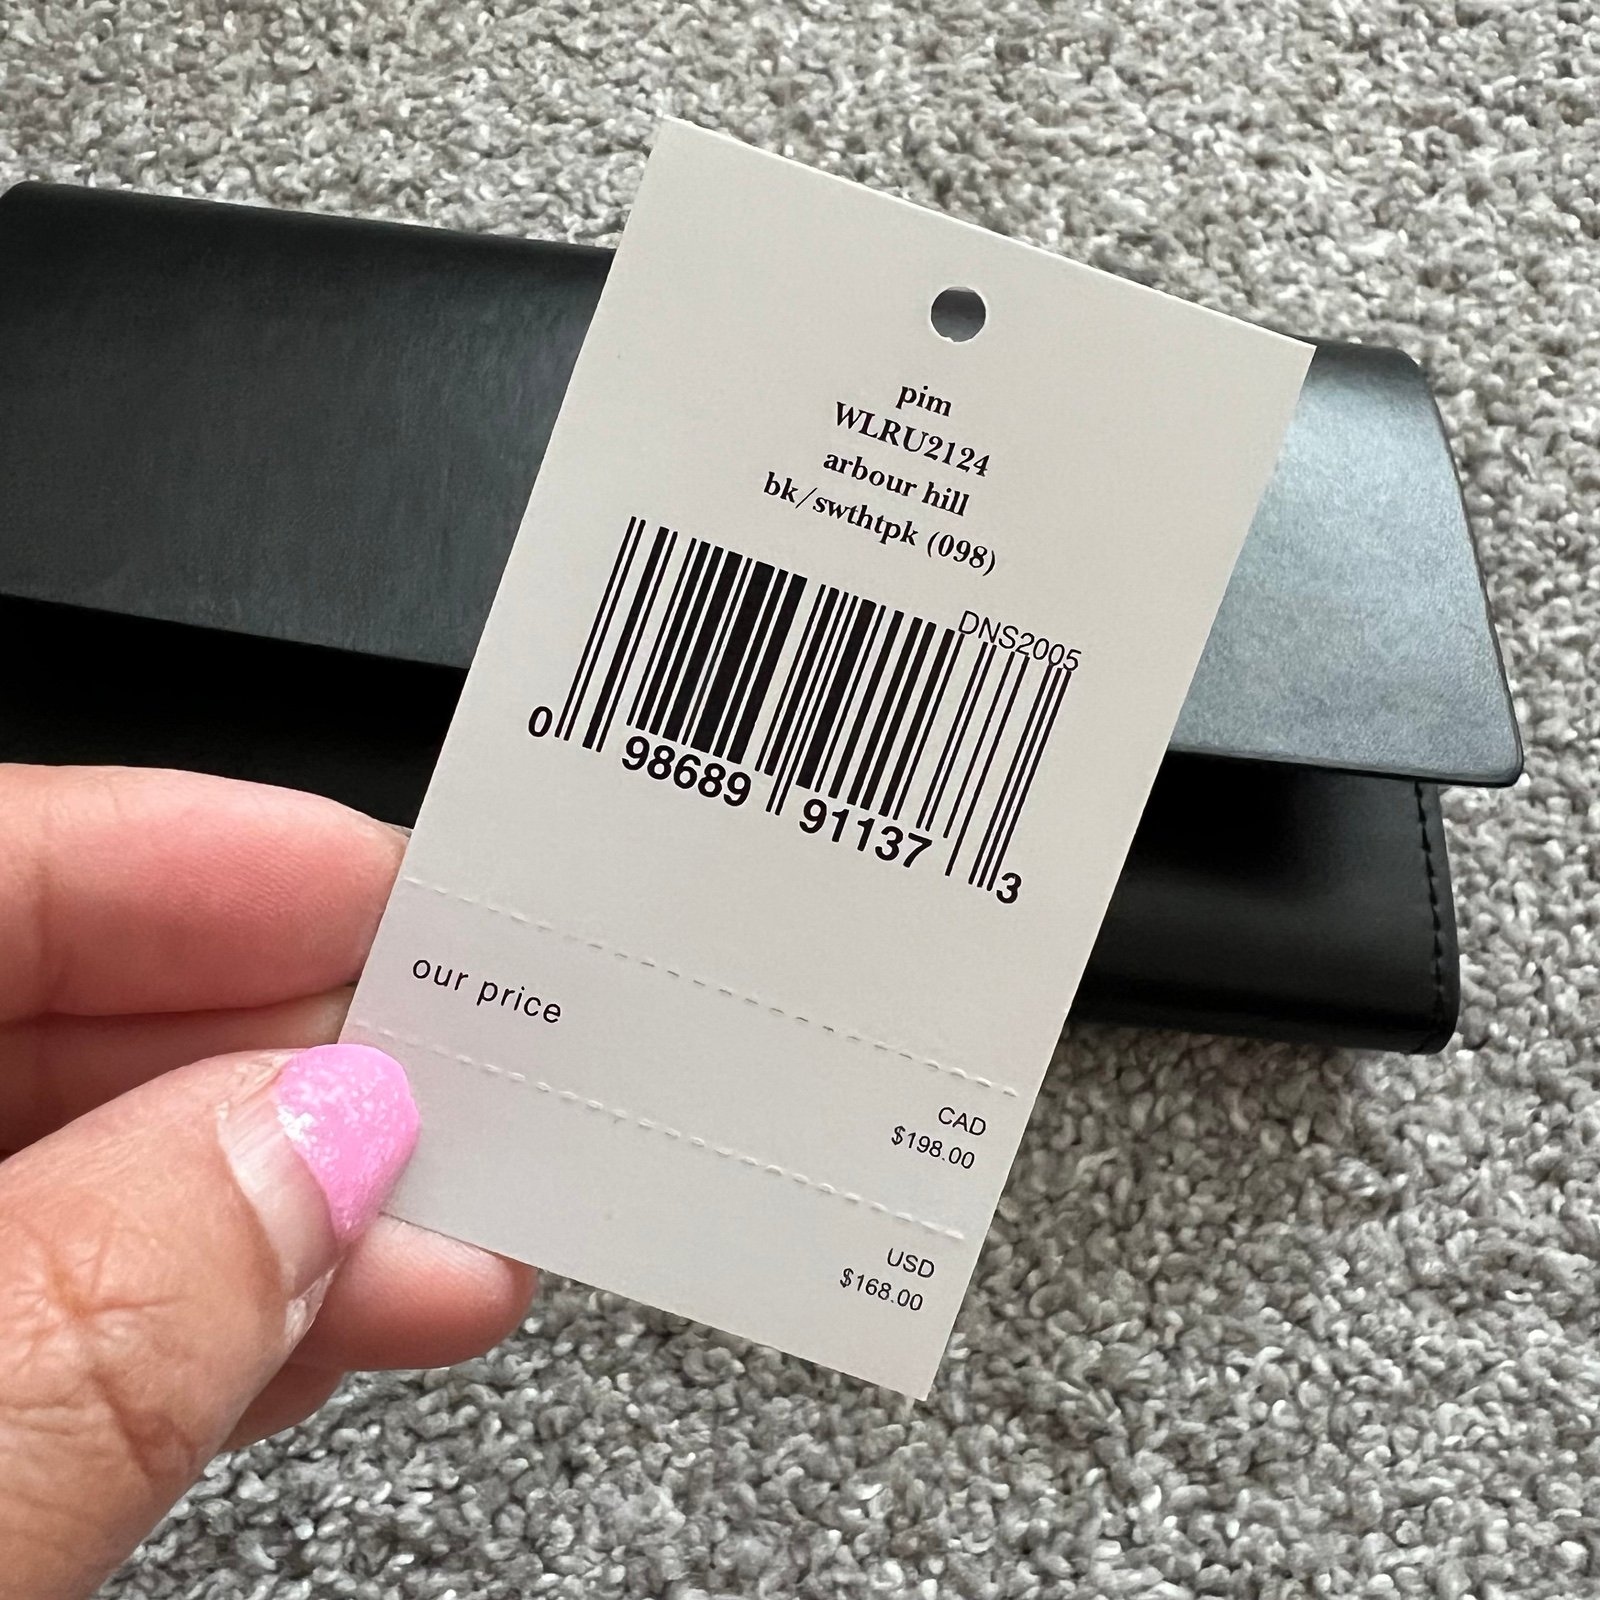 pim
WLRU2124
arbour hill
bk/swthtpk (098)
DNS2005
0 98689 91137 3
our price
CAD
$198.00
USD
$168.00